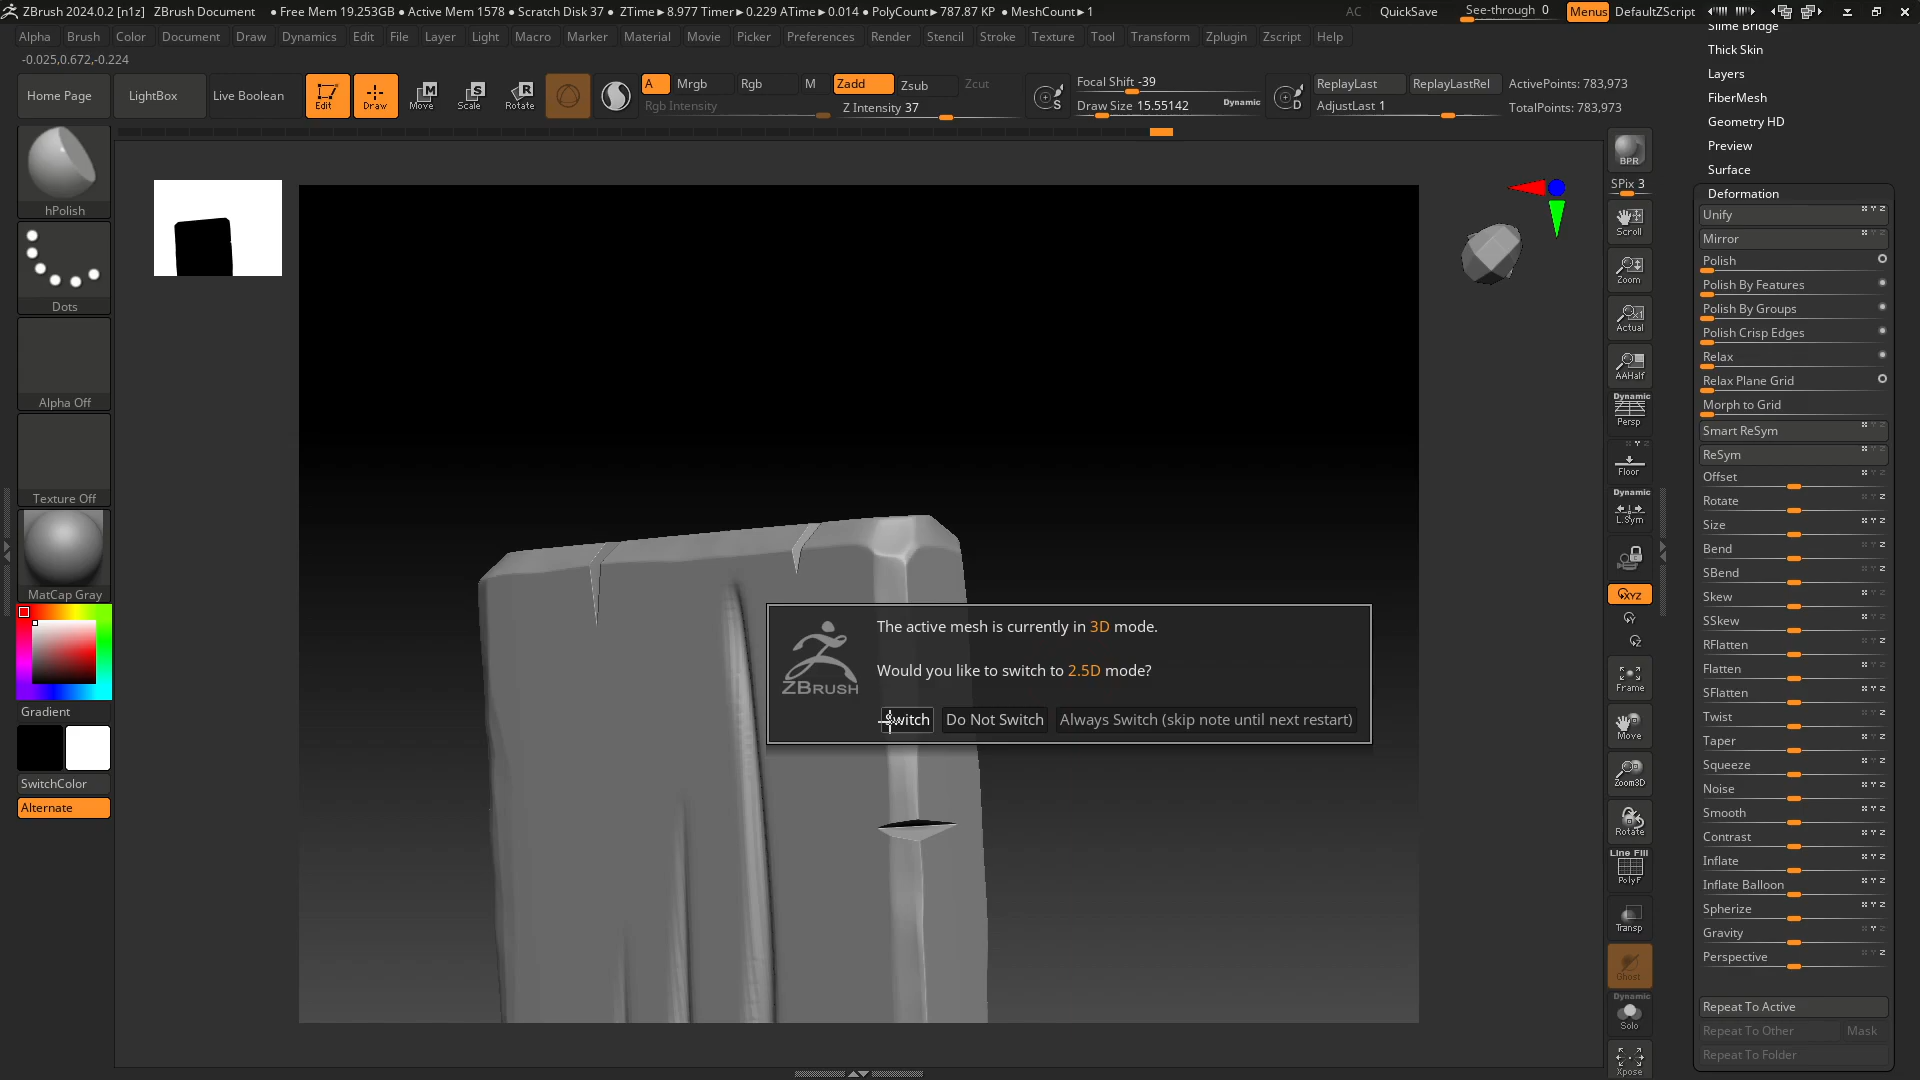 ZBrush 2024.0.2 [n1z] ZBrush Document ● Free Mem 19.253GB ● Active Mem 1578 ● Scratch Disk 37 ● ZTime►8.977 Timer►0.229 ATime►0.014 ● PolyCount►787.87 KP ● MeshCount►1 AC QuickSave See-through 0 Menus DefaultZScript
Alpha Brush Color Document Draw Dynamics Edit File Layer Light Macro Marker Material Movie Picker Preferences Render Stencil Stroke Texture Tool Transform Zplugin Zscript Help
-0.025,0.672,-0.224
Home Page LightBox Live Boolean Edit Draw Move Scale Rotate A Mrgb Rgb M Zadd Zsub Zcut
Rgb Intensity Z Intensity 37
S Focal Shift -39
Draw Size 15.55142 Dynamic
D ReplayLast ReplayLastRel ActivePoints: 783,973
AdjustLast 1 TotalPoints: 783,973
hPolish
Dots
Alpha Off
Texture Off
MatCap Gray
Gradient
SwitchColor
Alternate
The active mesh is currently in 3D mode.
Would you like to switch to 2.5D mode?
ZBRUSH
Switch Do Not Switch Always Switch (skip note until next restart)
BPR
SPix 3
Scroll
Zoom
Actual
AAHalf
Dynamic
Persp
Floor
Dynamic
L.Sym
XYZ
Frame
Move
Zoom3D
Rotate
Line Fill
PolyF
Transp
Ghost
Dynamic
Solo
Xpose
Slime Bridge
Thick Skin
Layers
FiberMesh
Geometry HD
Preview
Surface
Deformation
Unify
Mirror
Polish
Polish By Features
Polish By Groups
Polish Crisp Edges
Relax
Relax Plane Grid
Morph to Grid
Smart ReSym
ReSym
Offset
Rotate
Size
Bend
SBend
Skew
SSkew
RFlatten
Flatten
SFlatten
Twist
Taper
Squeeze
Noise
Smooth
Contrast
Inflate
Inflate Balloon
Spherize
Gravity
Perspective
Repeat To Active
Repeat To Other Mask
Repeat To Folder